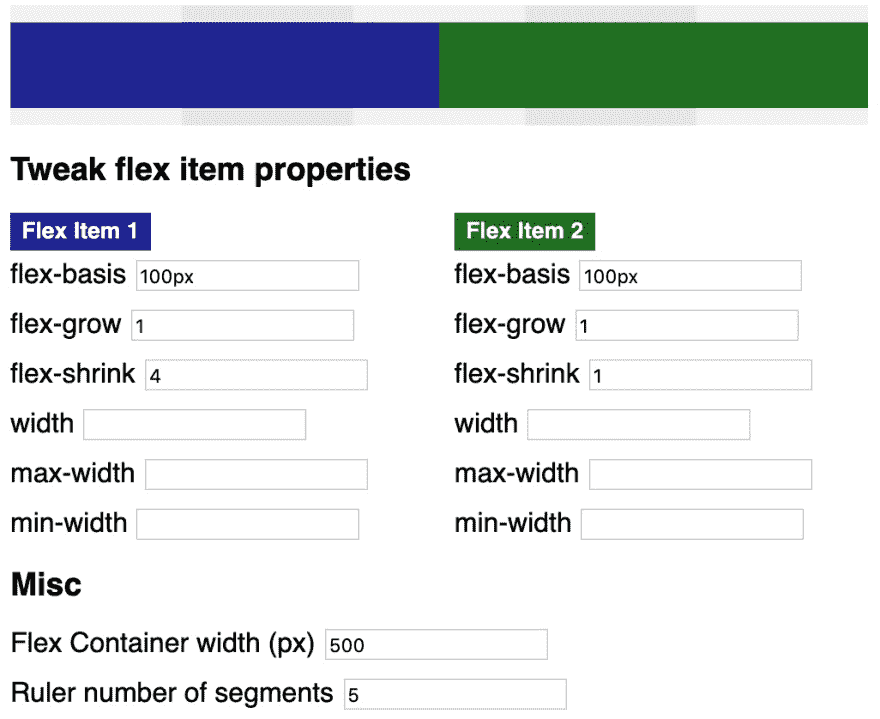 Tweak flex item properties
Flex Item 1
flex-basis 100px
flex-grow 1
flex-shrink 4
width
max-width
min-width
Flex Item 2
flex-basis 100px
flex-grow 1
flex-shrink 1
width
max-width
min-width
Misc
Flex Container width (px) 500
Ruler number of segments 5